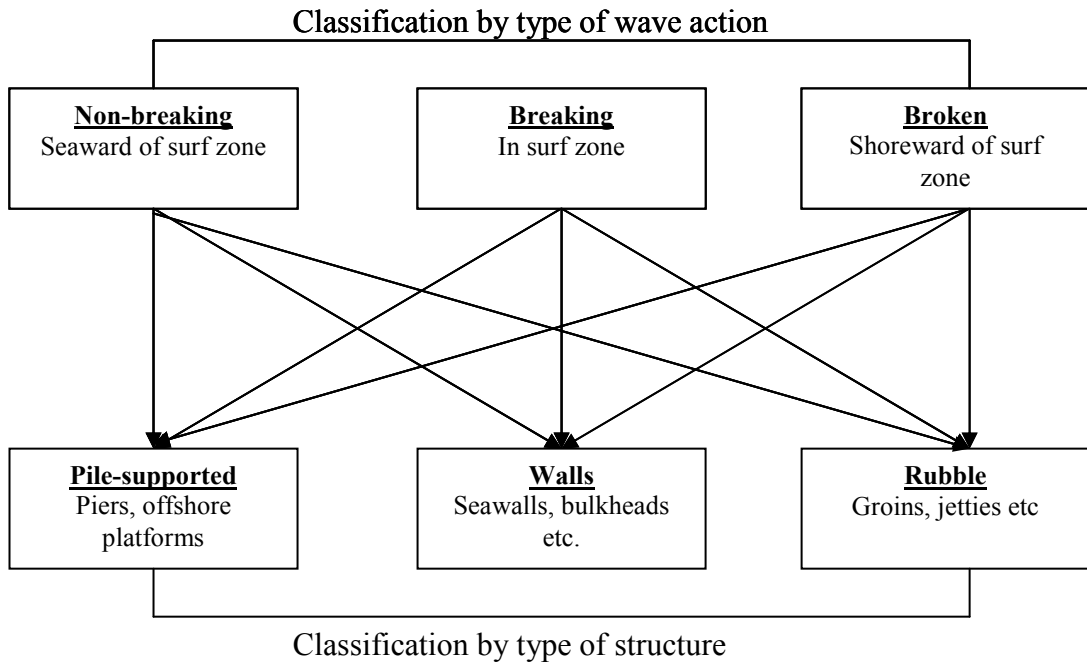 Classification by type of wave action
Non-breaking
Seaward of surf zone
Breaking
In surf zone
Broken
Shoreward of surf
zone
Pile-supported
Piers, offshore
platforms
Walls
Seawalls, bulkheads
etc.
Rubble
Groins, jetties etc
Classification by type of structure